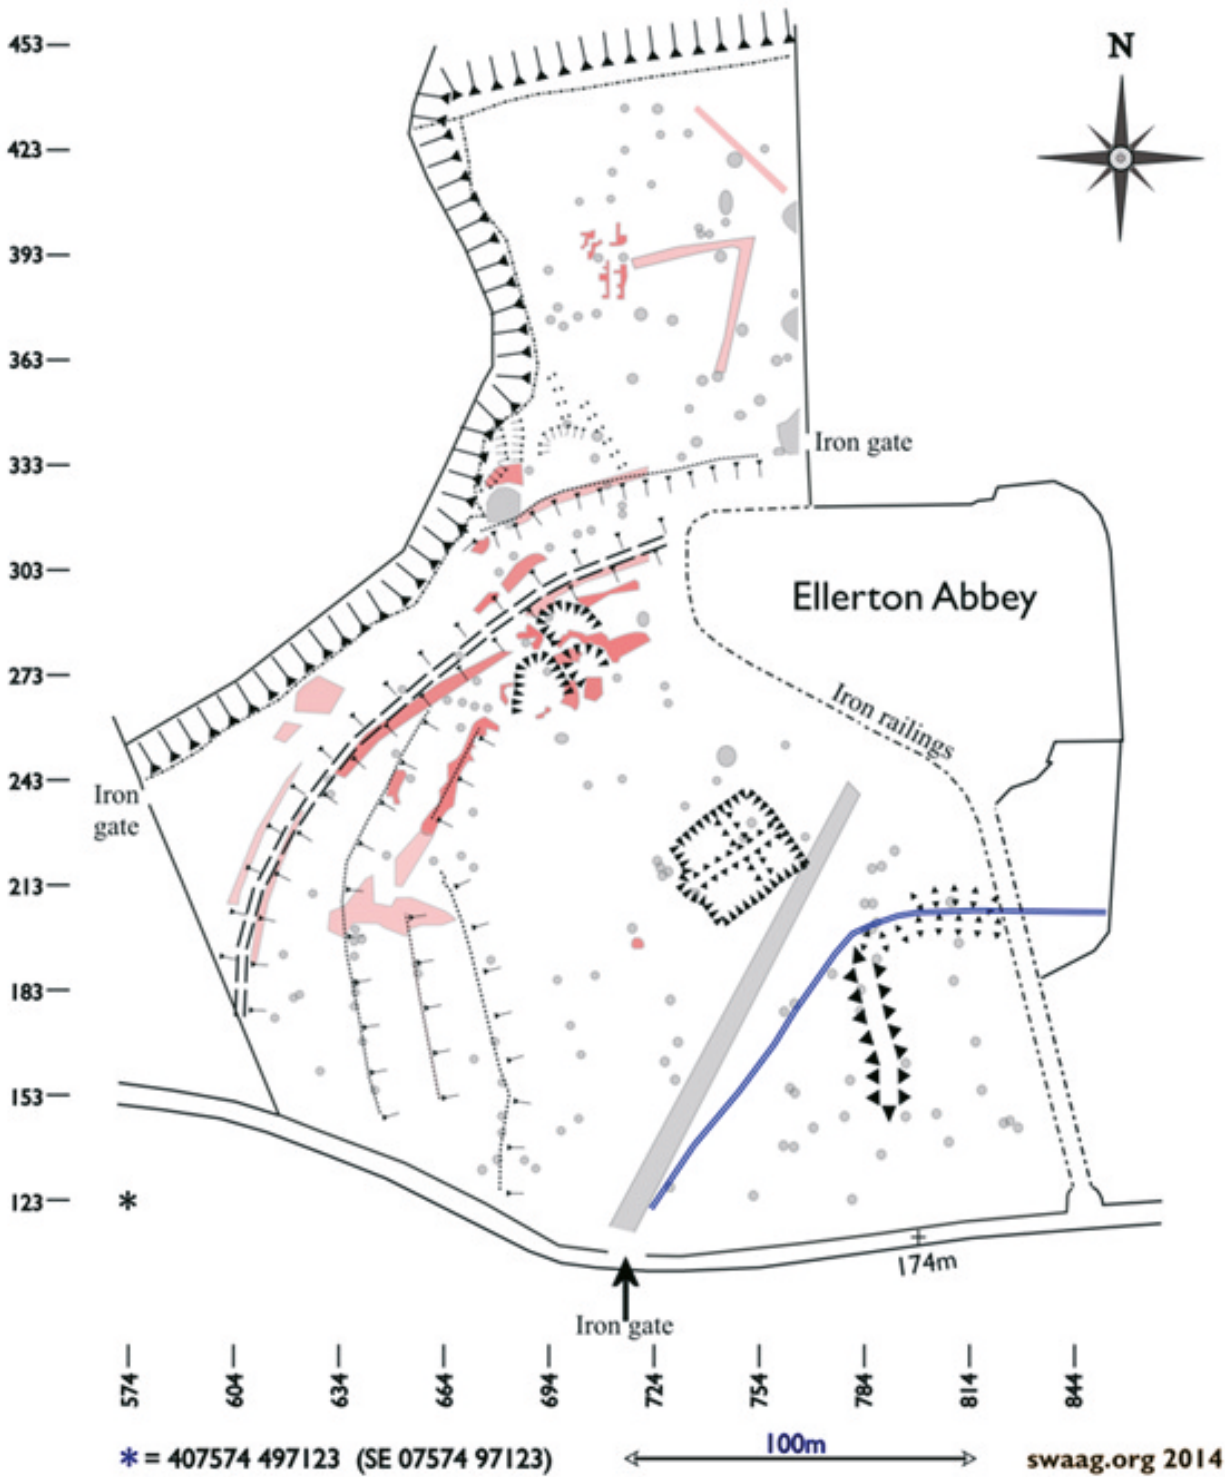 453
N
423
393
363
Iron gate
333
303
Ellerton Abbey
273
Iron railings
243
Iron
gate
213
183
153
123
*
174m
Iron gate
574 604 634 664 694 724 754 784 814 844
* = 407574 497123 (SE 07574 97123)
100m
swaag.org 2014